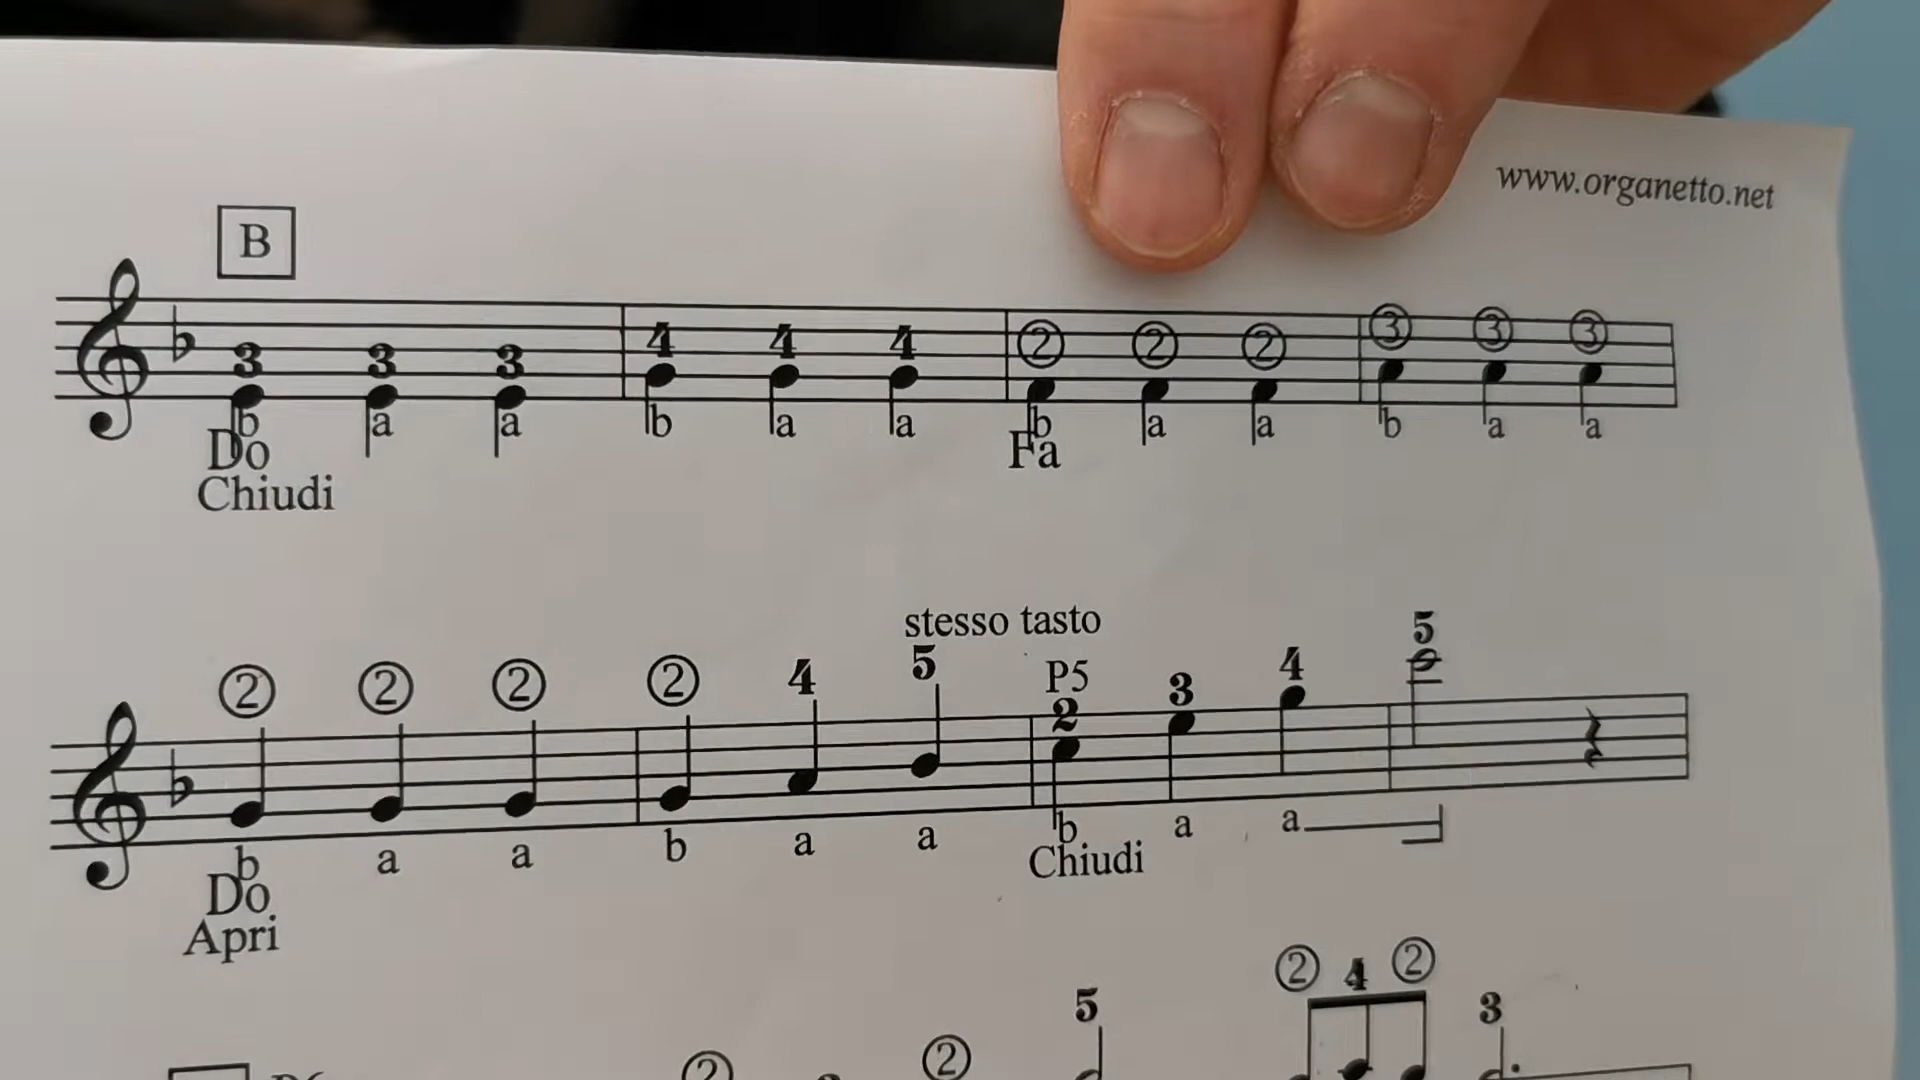 www.organetto.net
B
3 3 3 4 4 4 2 2 2 3 3 3
b a a b a a b a a b a a
Do Fa
Chiudi
stesso tasto
2 2 2 2 4 5 P5 2 3 4 5
b a a b a a b a a
Do Chiudi
Apri
2 4 2
5 3
2 2